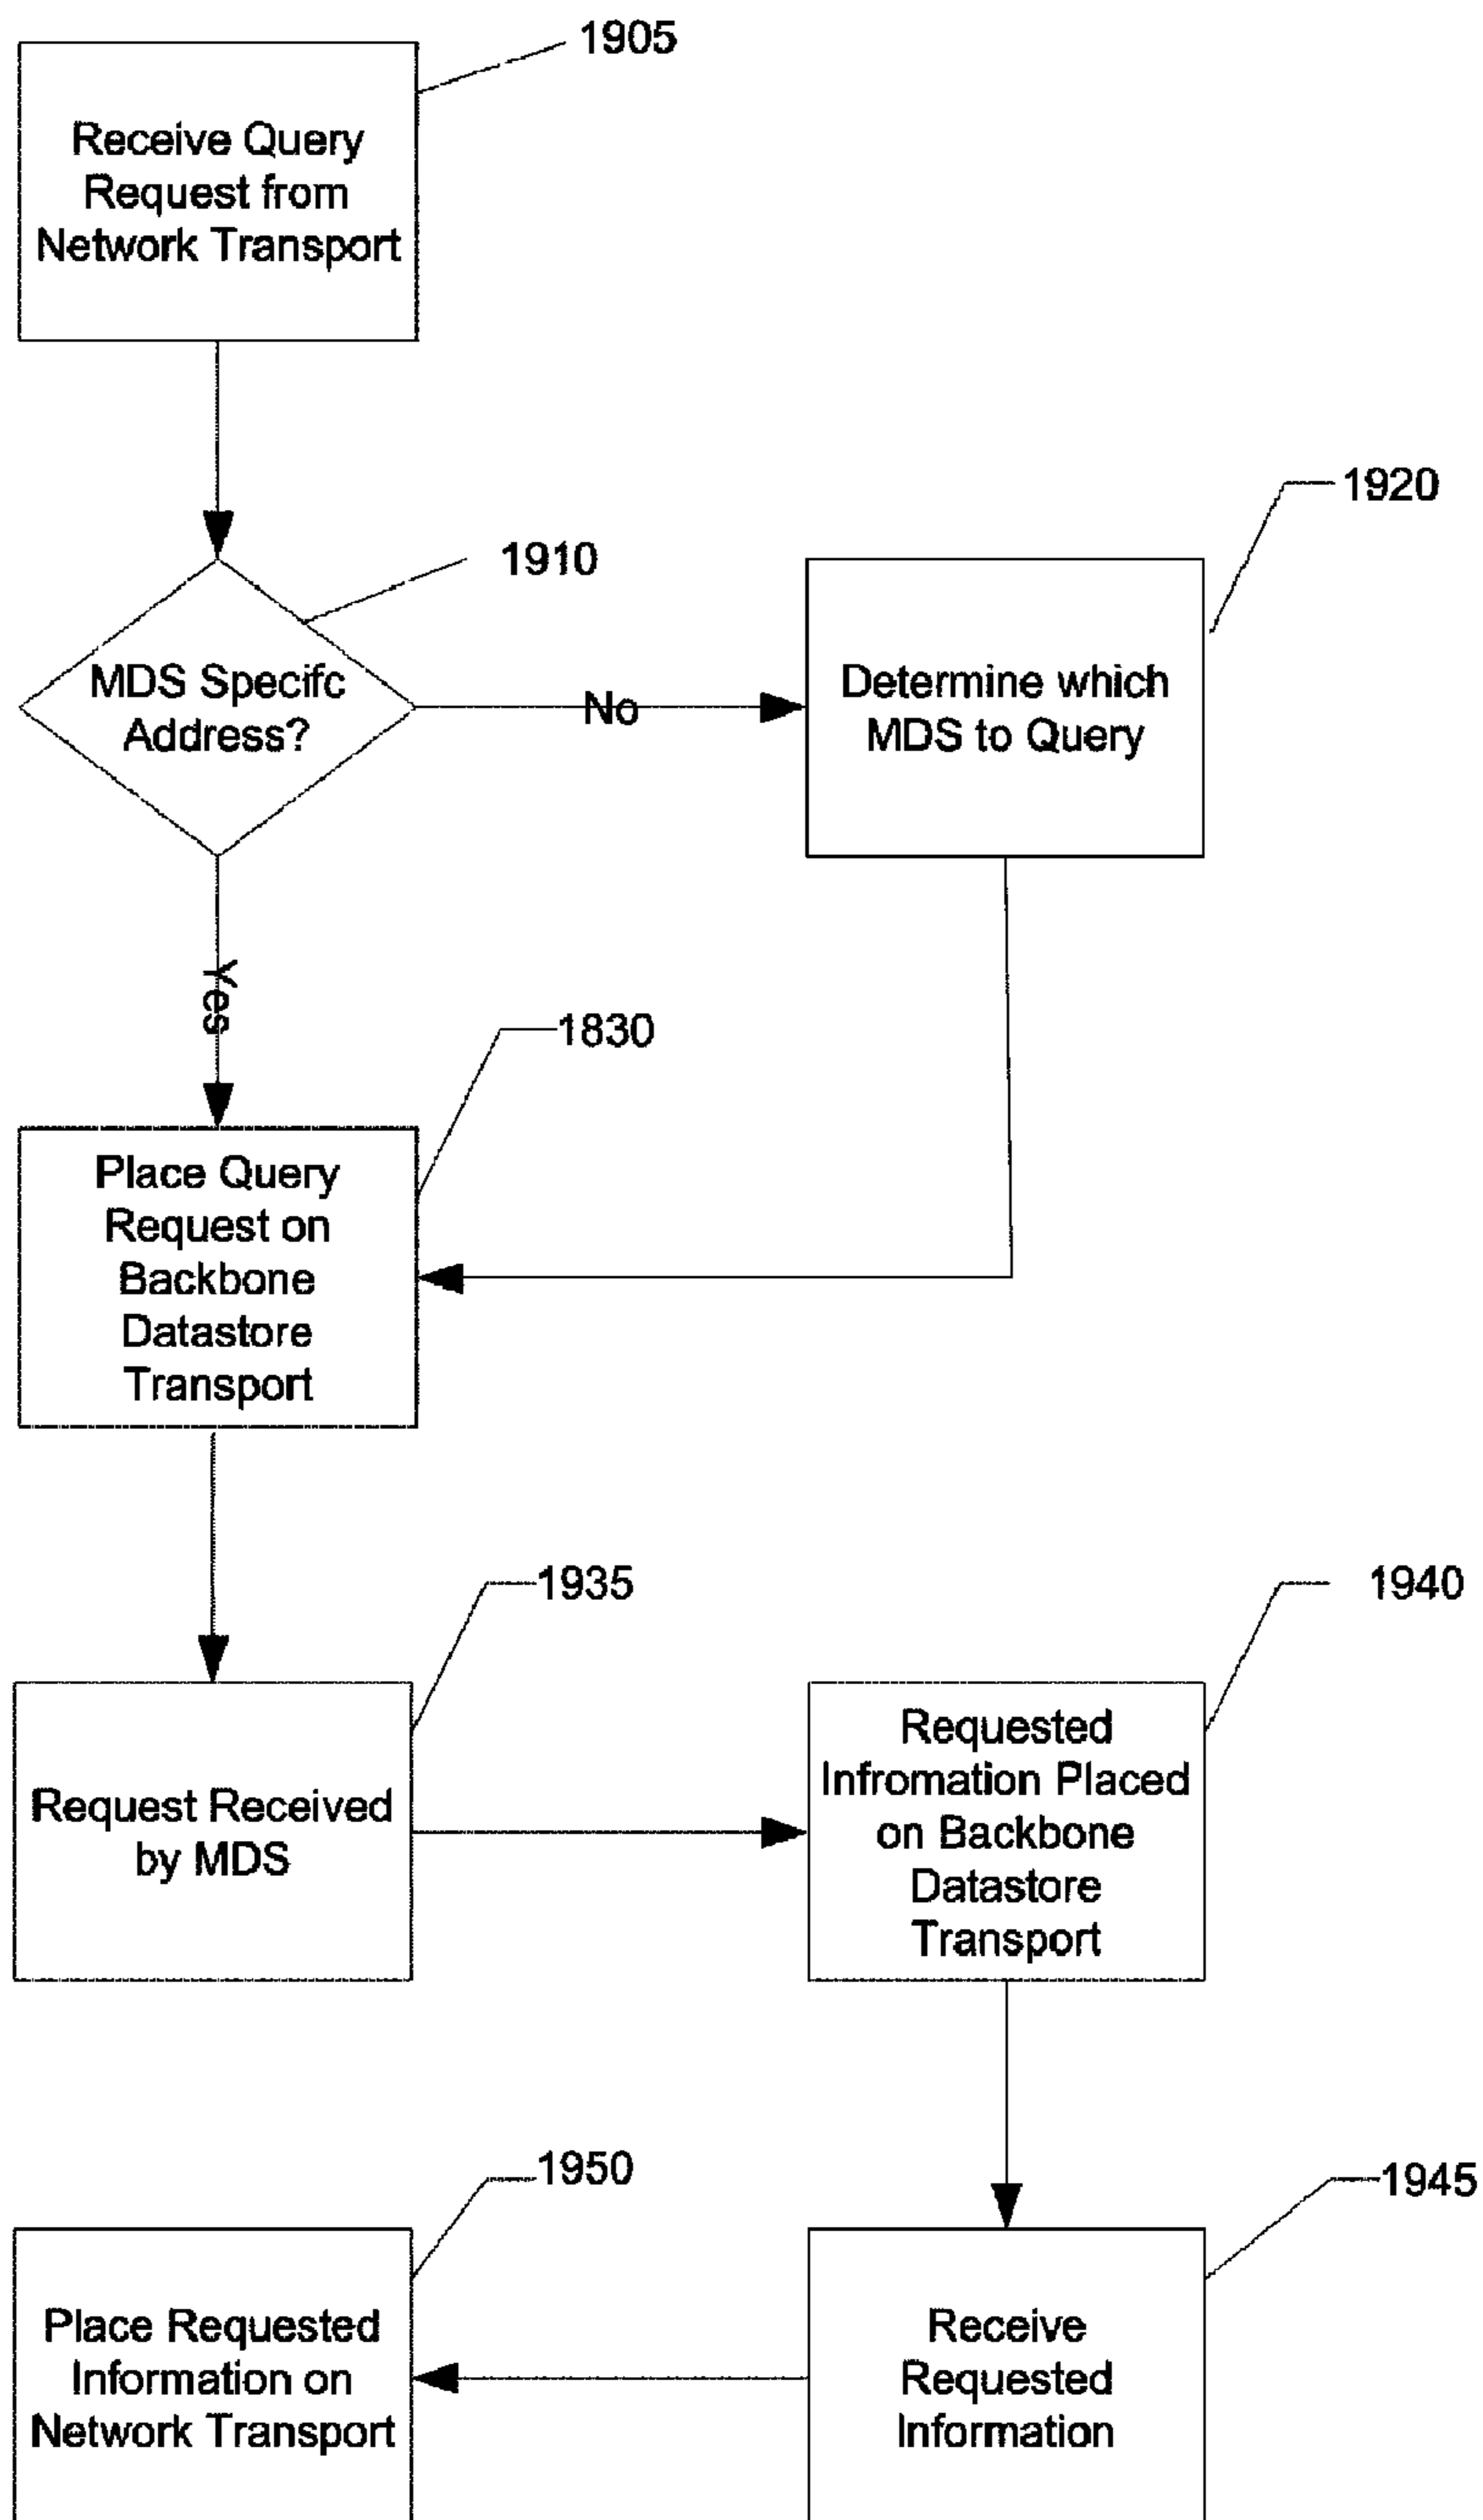 1905
Receive Query
Request from
Network Transport
1910
MDS Specifc
Address?
No
1920
Determine which
MDS to Query
Yes
1830
Place Query
Request on
Backbone
Datastore
Transport
1935
Request Received
by MDS
1940
Requested
Infromation Placed
on Backbone
Datastore
Transport
1950
Place Requested
Information on
Network Transport
1945
Receive
Requested
Information